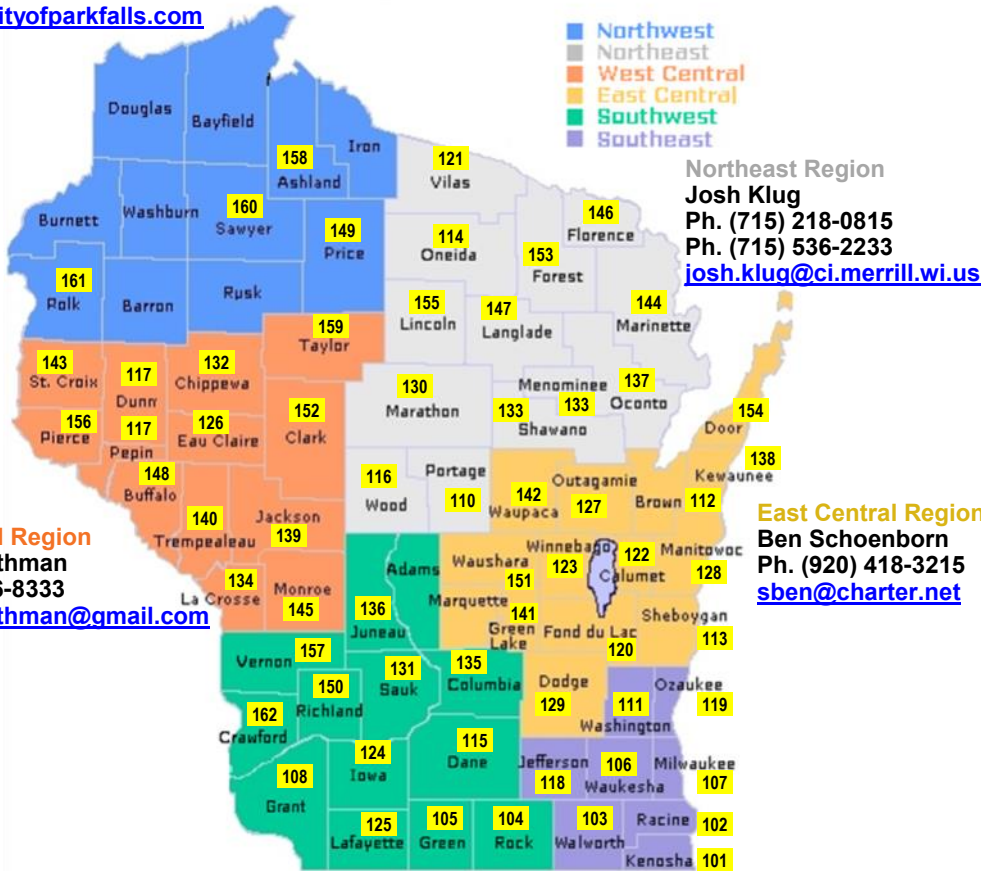 ityofparkfalls.com
Northwest
Northeast
West Central
East Central
Southwest
Southeast
Northeast Region
Josh Klug
Ph. (715) 218-0815
Ph. (715) 536-2233
josh.klug@ci.merrill.wi.us
Douglas
Bayfield
Iron
158
Ashland
121
Vilas
Burnett
Washburn
160
Sawyer
149
Price
114
Oneida
146
Florence
153
Forest
161
Polk
Barron
Rusk
155
Lincoln
147
Langlade
144
Marinette
159
Taylor
143
St. Croix
117
Dunn
132
Chippewa
130
Marathon
Menominee
133
133
Shawano
137
Oconto
156
Pierce
117
Pepin
126
Eau Claire
152
Clark
154
Door
138
Kewaunee
148
Buffalo
116
Wood
Portage
110
142
Waupaca
Outagamie
127
Brown
112
East Central Region
Ben Schoenborn
Ph. (920) 418-3215
sben@charter.net
l Region
thman
6-8333
thman@gmail.com
140
Trempealeau
Jackson
139
134
La Crosse
Monroe
145
Adams
136
Juneau
Waushara
151
Winnebago
123
122
Calumet
Manitowoc
128
Marquette
141
Green
Lake
Fond du Lac
120
Sheboygan
113
Vernon
157
150
Richland
131
Sauk
135
Columbia
Dodge
129
111
Washington
Ozaukee
119
162
Crawford
124
Iowa
115
Dane
Jefferson
118
106
Waukesha
Milwaukee
107
108
Grant
125
Lafayette
105
Green
104
Rock
103
Walworth
Racine
102
Kenosha
101